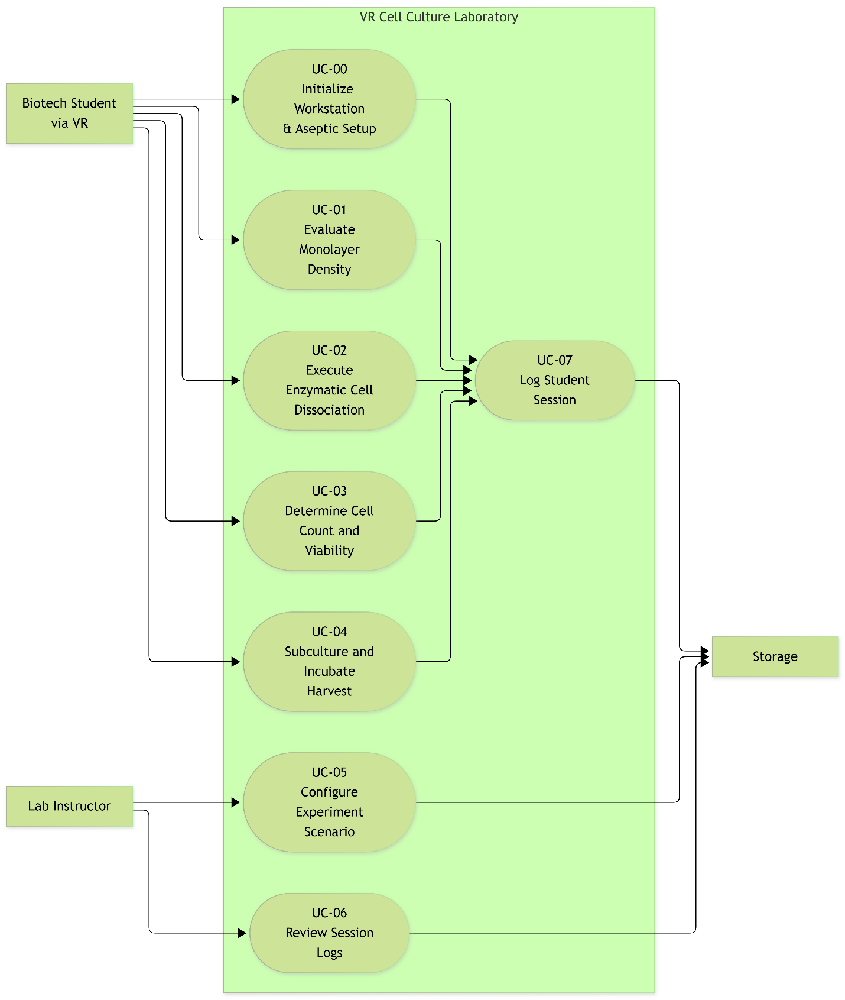 VR Cell Culture Laboratory
Biotech Student
via VR
UC-00
Initialize
Workstation
& Aseptic Setup
UC-01
Evaluate
Monolayer
Density
UC-02
Execute
Enzymatic Cell
Dissociation
UC-07
Log Student
Session
UC-03
Determine Cell
Count and
Viability
UC-04
Subculture and
Incubate
Harvest
Storage
Lab Instructor
UC-05
Configure
Experiment
Scenario
UC-06
Review Session
Logs